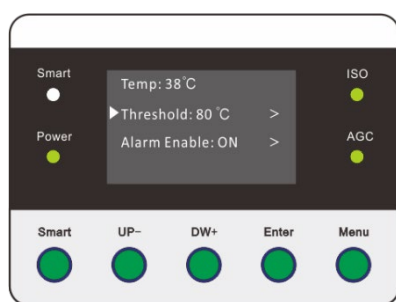 Smart
ISO
Temp: 38℃
Threshold: 80 ℃ >
Power
AGC
Alarm Enable: ON >
Smart UP− DW+ Enter Menu